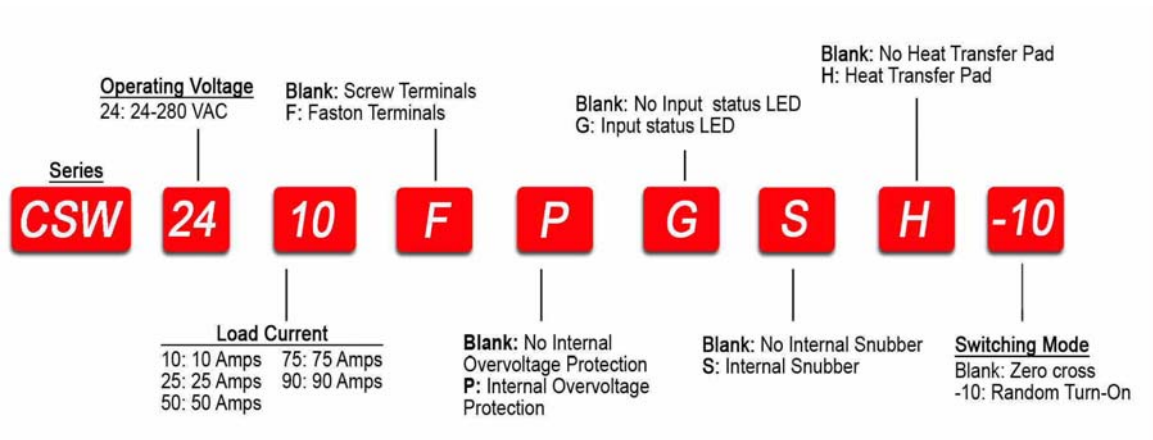 Blank: No Heat Transfer Pad
H: Heat Transfer Pad
Operating Voltage
24: 24-280 VAC
Blank: Screw Terminals
F: Faston Terminals
Blank: No Input status LED
G: Input status LED
Series
CSW 24 10 F P G S H -10
Load Current
10: 10 Amps 75: 75 Amps
25: 25 Amps 90: 90 Amps
50: 50 Amps
Blank: No Internal
Overvoltage Protection
P: Internal Overvoltage
Protection
Blank: No Internal Snubber
S: Internal Snubber
Switching Mode
Blank: Zero cross
-10: Random Turn-On